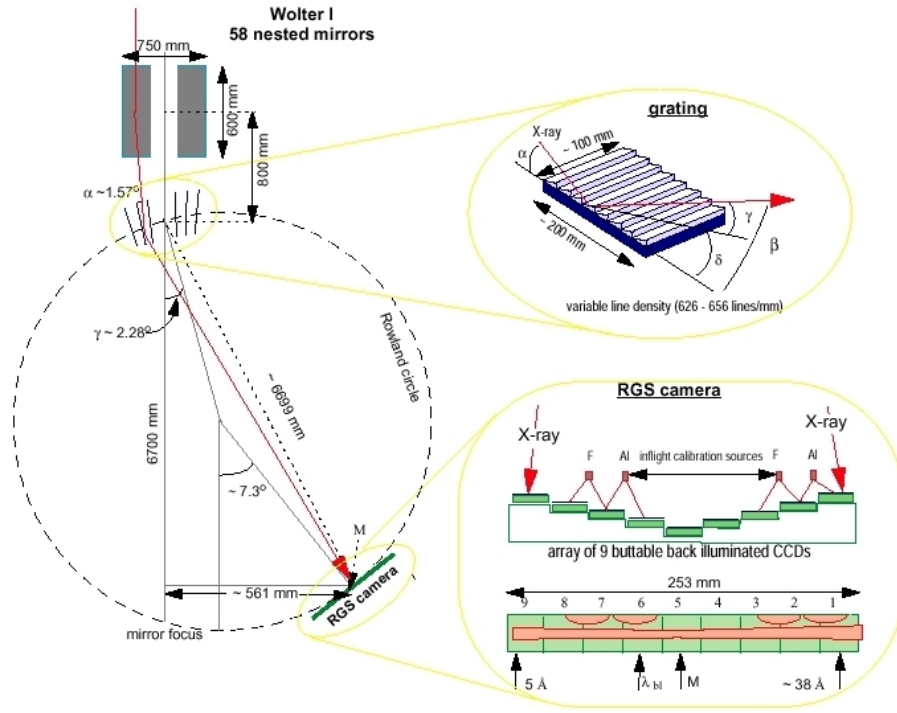 Wolter I
58 nested mirrors
750 mm
600 mm
800 mm
α ~1.57°
γ ~ 2.28°
6700 mm
~ 6699 mm
Rowland circle
~ 7.3°
M
~ 561 mm
mirror focus
RGS camera
grating
X-ray
α
~ 100 mm
~ 200 mm
γ
β
δ
variable line density (626 - 656 lines/mm)
RGS camera
X-ray
X-ray
F
Al
inflight calibration sources
F
Al
array of 9 buttable back illuminated CCDs
253 mm
9 8 7 6 5 4 3 2 1
5 Å
λ bl
M
~ 38 Å